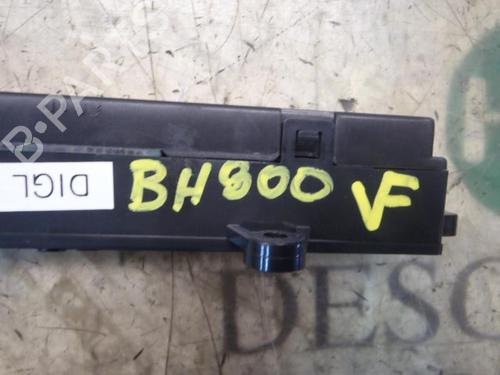 B-PARTS
BH800 VF
DIGL
DESC